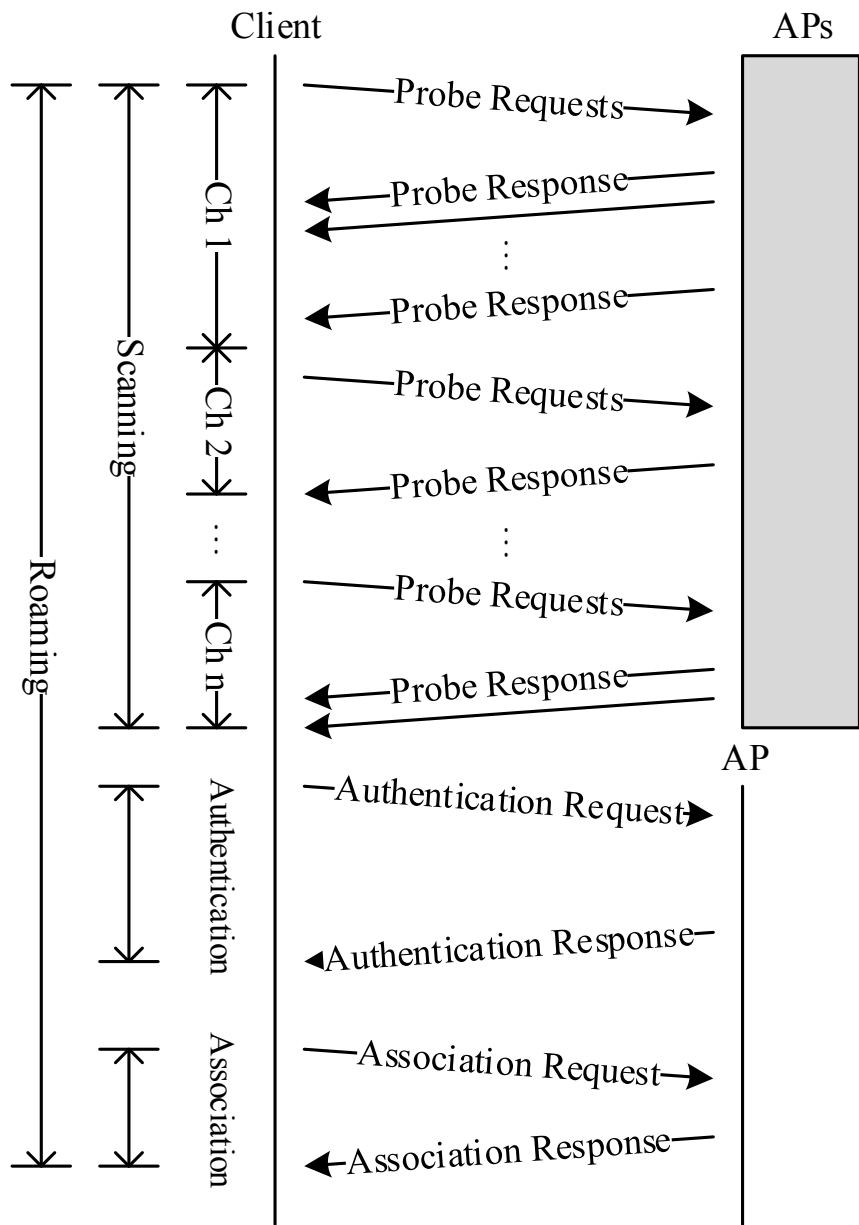 Client
APs
Probe Requests
Probe Response
Ch 1
⋮
Probe Response
Scanning
Probe Requests
Ch 2
Probe Response
...
⋮
Roaming
Probe Requests
Ch n
Probe Response
AP
Authentication
Authentication Request
Authentication Response
Association
Association Request
Association Response